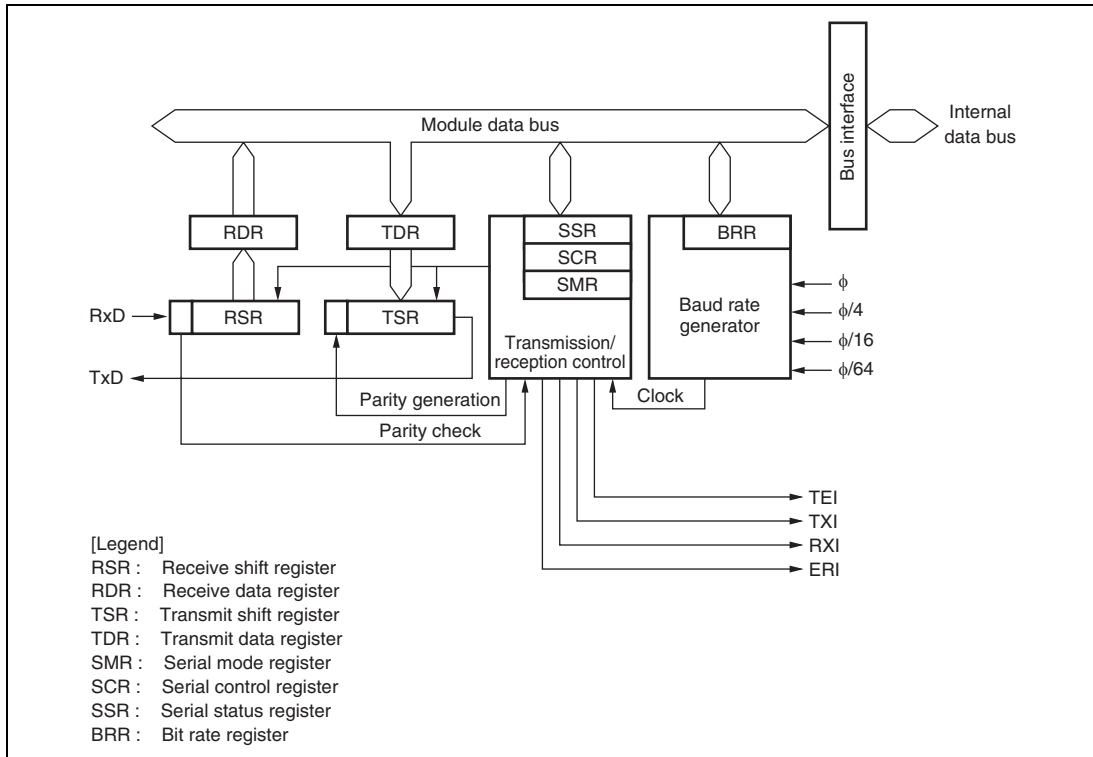 Module data bus
Bus interface
Internal
data bus
RDR
TDR
SSR
SCR
SMR
BRR
RxD
RSR
TSR
TxD
Transmission/
reception control
Baud rate
generator
ϕ
ϕ/4
ϕ/16
ϕ/64
Parity generation
Parity check
Clock
TEI
TXI
RXI
ERI
[Legend]
RSR : Receive shift register
RDR : Receive data register
TSR : Transmit shift register
TDR : Transmit data register
SMR : Serial mode register
SCR : Serial control register
SSR : Serial status register
BRR : Bit rate register